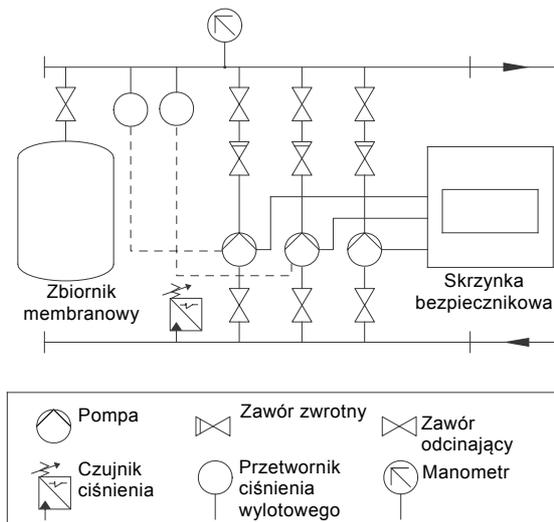 Zbiornik
membranowy
Skrzynka
bezpiecznikowa
Pompa
Zawór zwrotny
Zawór
odcinający
Czujnik
ciśnienia
Przetwornik
ciśnienia
wylotowego
Manometr